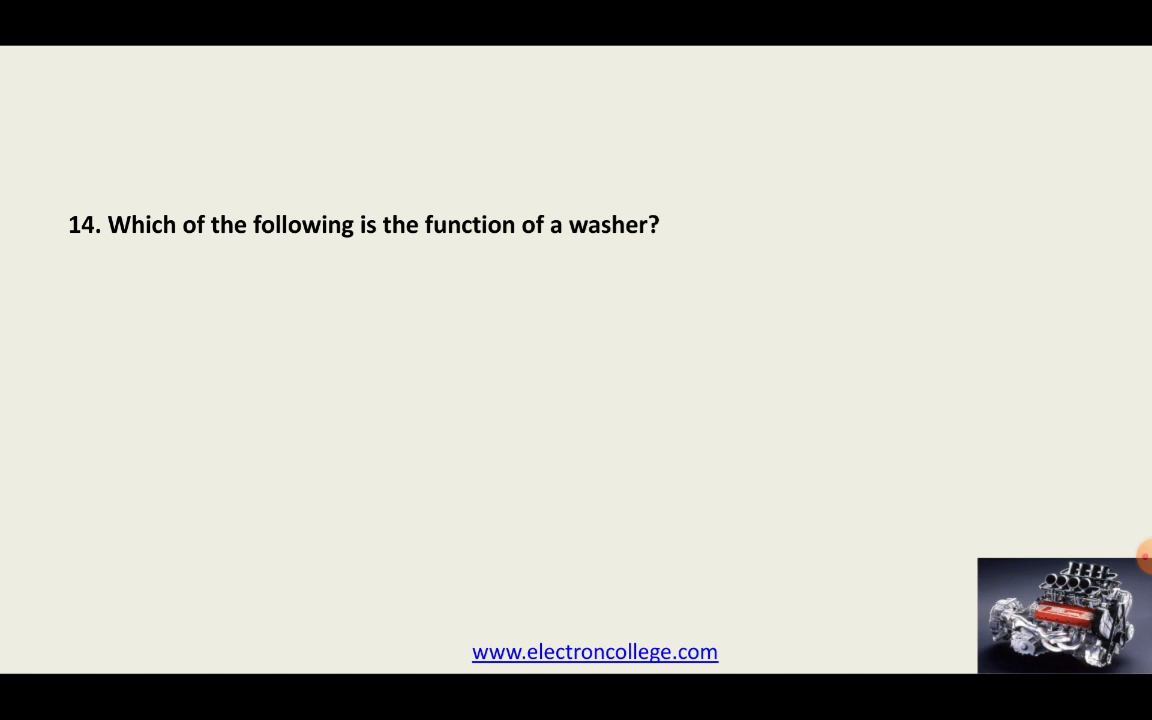 14. Which of the following is the function of a washer?
www.electroncollege.com